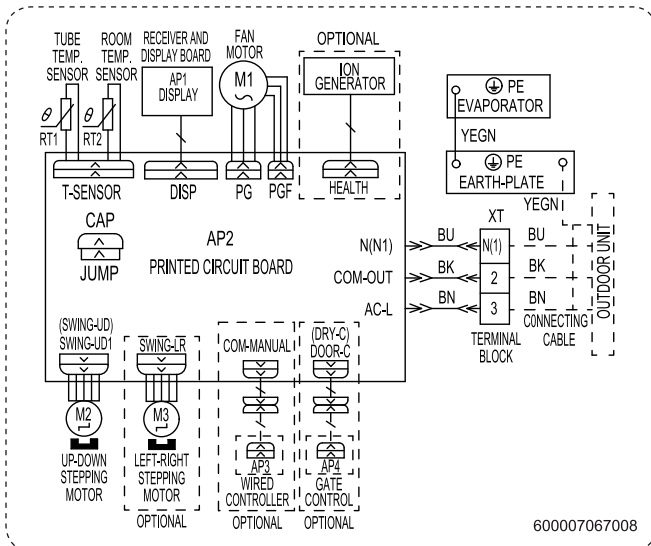 TUBE TEMP. SENSOR
ROOM TEMP. SENSOR
RECEIVER AND DISPLAY BOARD
AP1 DISPLAY
FAN MOTOR
M1
OPTIONAL
ION GENERATOR
θ
RT1
θ
RT2
T-SENSOR
DISP
PG
PGF
HEALTH
PE
EVAPORATOR
YEGN
PE
EARTH-PLATE
YEGN
CAP
JUMP
AP2
PRINTED CIRCUIT BOARD
N(N1)
COM-OUT
AC-L
BU
BK
BN
XT
N(1)
2
3
TERMINAL BLOCK
BU
BK
BN
CONNECTING CABLE
OUTDOOR UNIT
(SWING-UD)
SWING-UD1
M2
UP-DOWN STEPPING MOTOR
SWING-LR
M3
LEFT-RIGHT STEPPING MOTOR
OPTIONAL
COM-MANUAL
AP3
WIRED CONTROLLER
OPTIONAL
(DRY-C)
DOOR-C
AP4
GATE CONTROL
OPTIONAL
600007067008